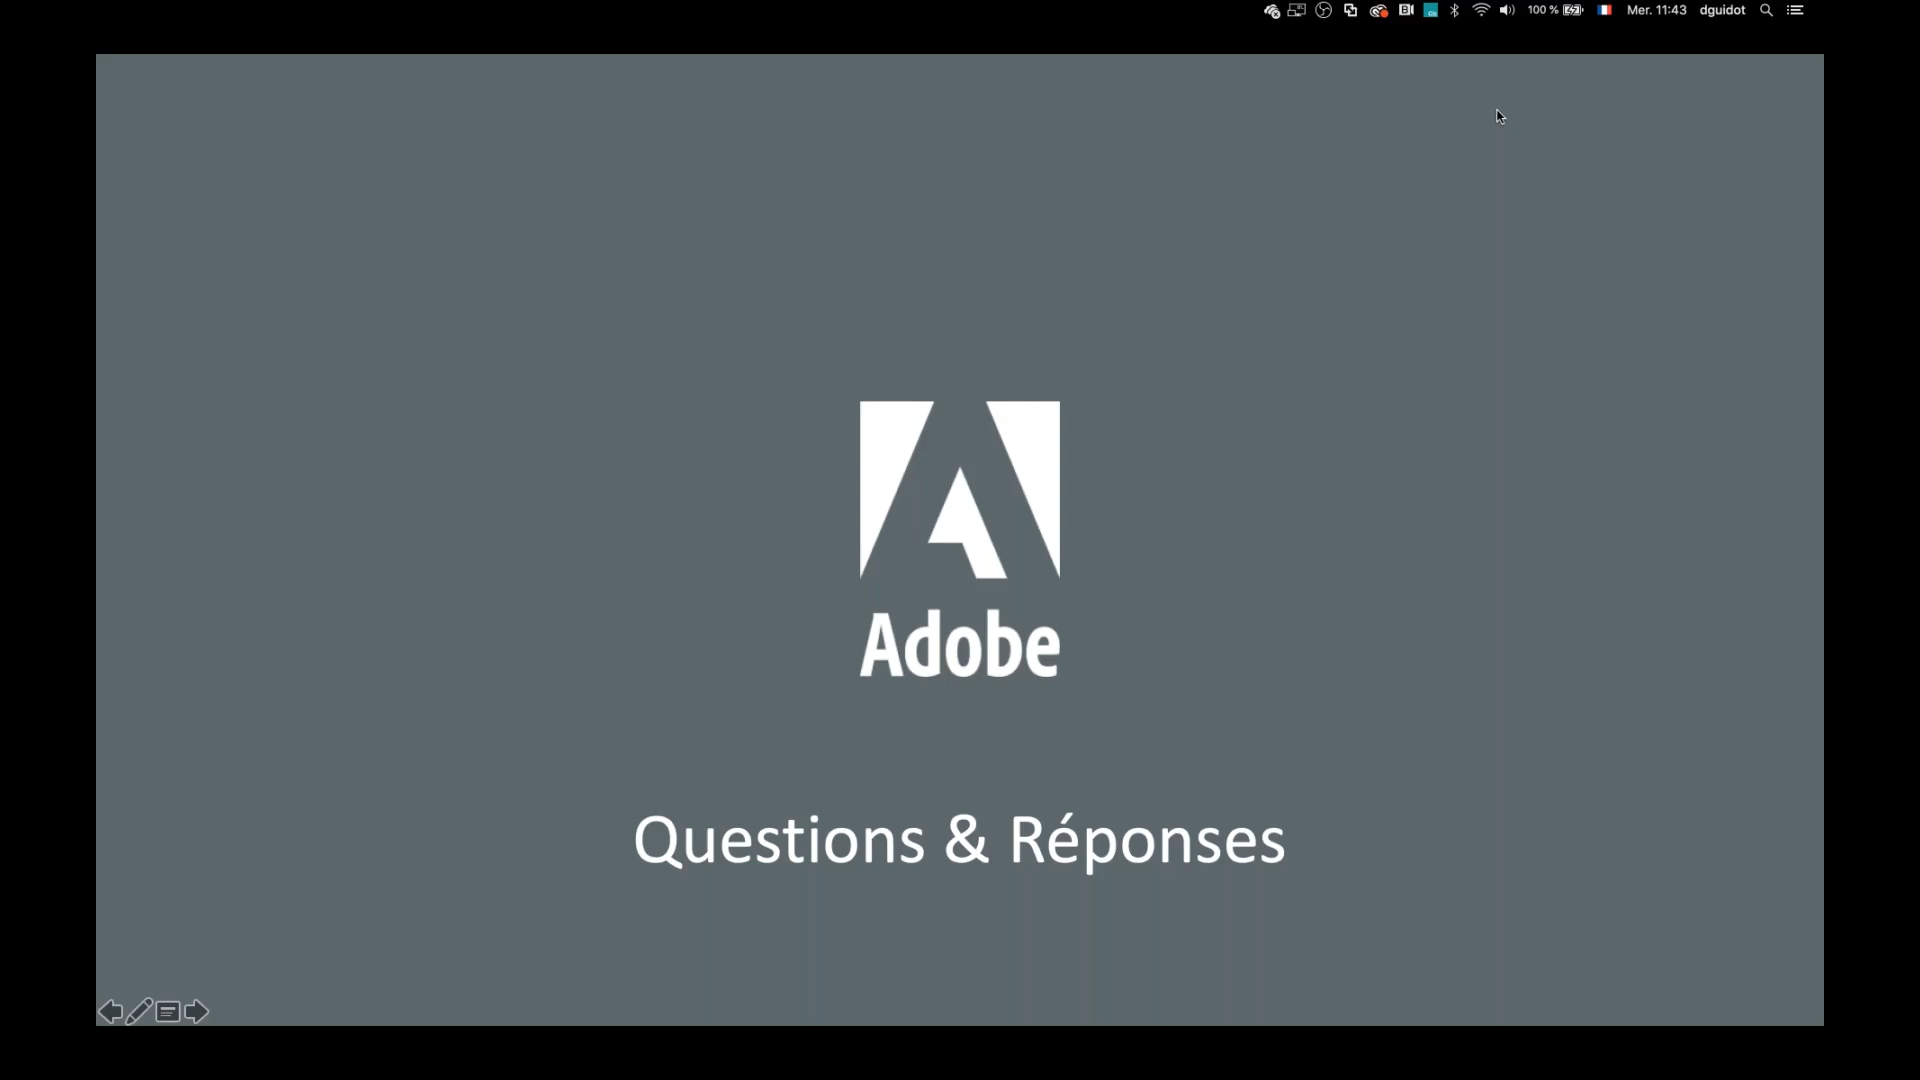 100 % Mer. 11:43 dguidot
Adobe
Questions & Réponses